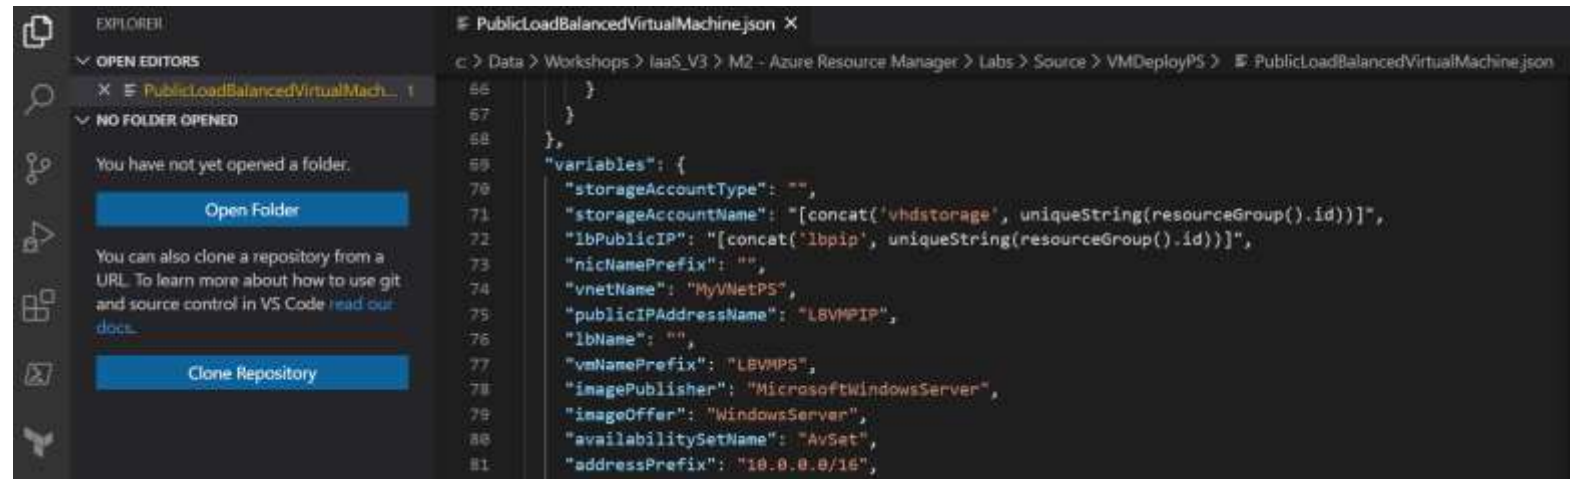 EXPLORER
OPEN EDITORS
PublicLoadBalancedVirtualMach... 1
NO FOLDER OPENED
You have not yet opened a folder.
Open Folder
You can also clone a repository from a
URL. To learn more about how to use git
and source control in VS Code read our
docs.
Clone Repository
PublicLoadBalancedVirtualMachine.json
C > Data > Workshops > IaaS_V3 > M2 - Azure Resource Manager > Labs > Source > VMDeployPS > PublicLoadBalancedVirtualMachine.json
66 }
67 }
68 },
69 "variables": {
70 "storageAccountType": "",
71 "storageAccountName": "[concat('vhdstorage', uniqueString(resourceGroup().id))]",
72 "lbPublicIP": "[concat('lbpip', uniqueString(resourceGroup().id))]",
73 "nicNamePrefix": "",
74 "vnetName": "MyVNetPS",
75 "publicIPAddressName": "LBVMPIP",
76 "lbName": "",
77 "vmNamePrefix": "LBVMPS",
78 "imagePublisher": "MicrosoftWindowsServer",
79 "imageOffer": "WindowsServer",
80 "availabilitySetName": "AvSet",
81 "addressPrefix": "10.0.0.0/16",